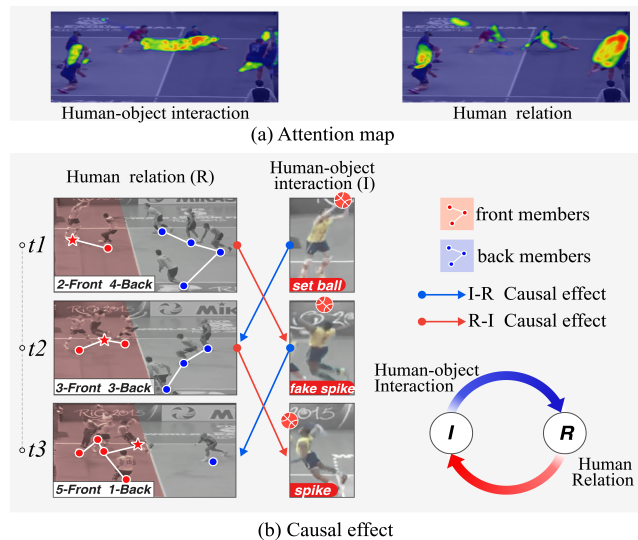 Human-object interaction
Human relation
(a) Attention map
Human relation (R)
Human-object
interaction (I)
t1
2-Front 4-Back
set ball
t2
3-Front 3-Back
fake spike
t3
5-Front 1-Back
spike
front members
back members
I-R Causal effect
R-I Causal effect
Human-object
Interaction
I
R
Human
Relation
(b) Causal effect